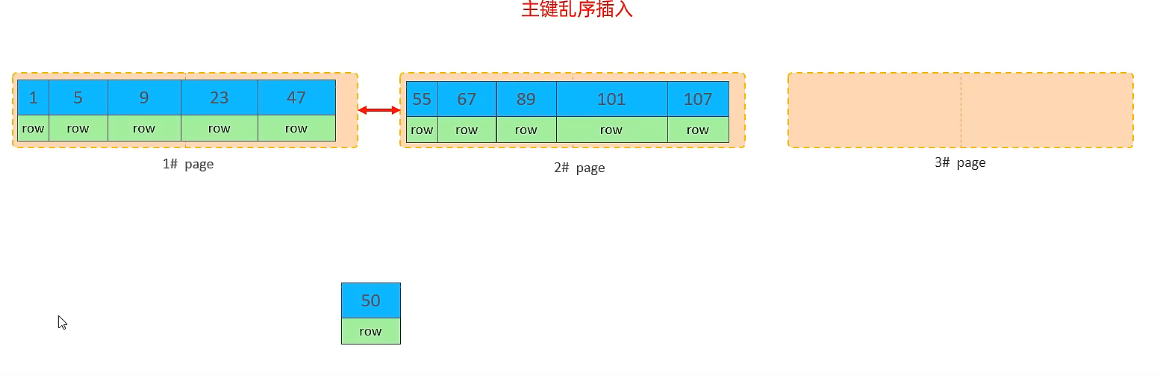 主键乱序插入
1 5 9 23 47
row row row row row
1# page
55 67 89 101 107
row row row row row
2# page
3# page
50
row